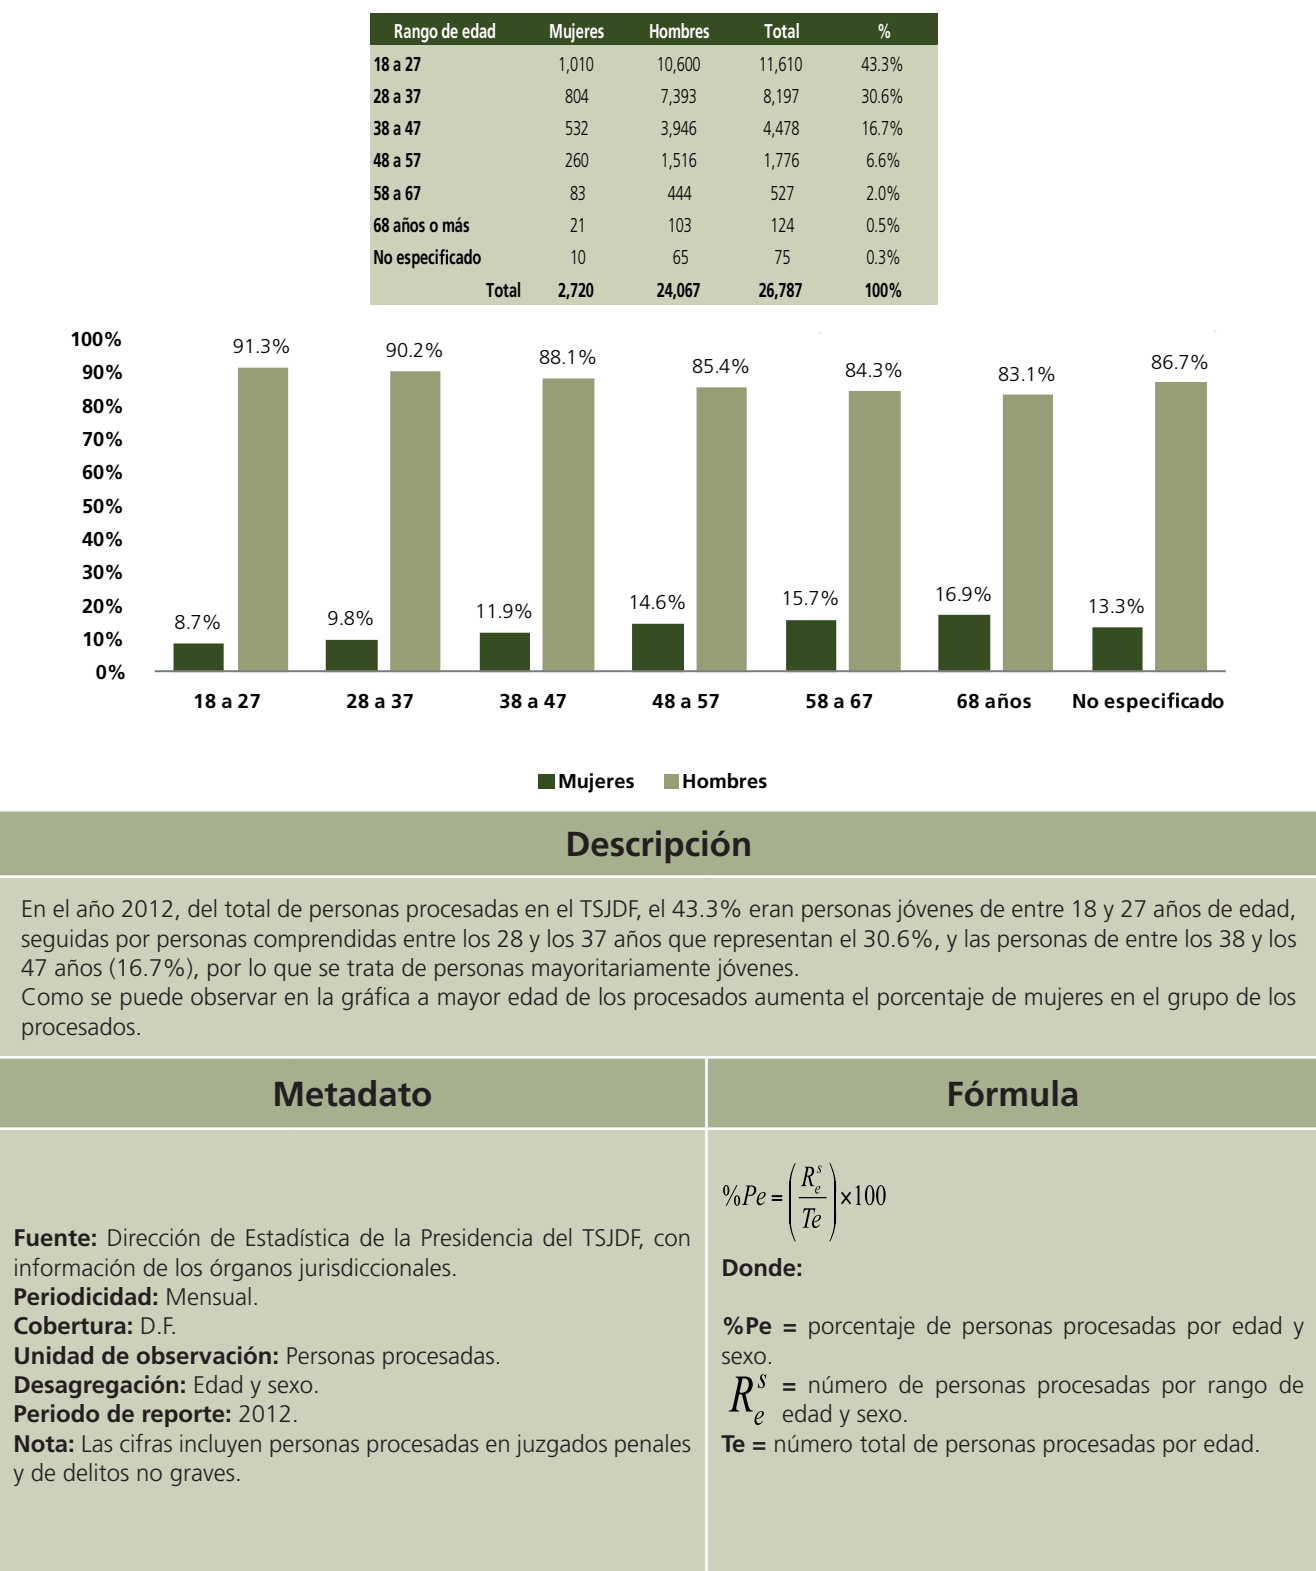 Rango de edad Mujeres Hombres Total %
18 a 27 1,010 10,600 11,610 43.3%
28 a 37 804 7,393 8,197 30.6%
38 a 47 532 3,946 4,478 16.7%
48 a 57 260 1,516 1,776 6.6%
58 a 67 83 444 527 2.0%
68 años o más 21 103 124 0.5%
No especificado 10 65 75 0.3%
Total 2,720 24,067 26,787 100%
100%
90%
80%
70%
60%
50%
40%
30%
20%
10%
0%
8.7% 91.3% 9.8% 90.2% 11.9% 88.1% 14.6% 85.4% 15.7% 84.3% 16.9% 83.1% 13.3% 86.7%
18 a 27 28 a 37 38 a 47 48 a 57 58 a 67 68 años No especificado
Mujeres Hombres
Descripción
En el año 2012, del total de personas procesadas en el TSJDF, el 43.3% eran personas jóvenes de entre 18 y 27 años de edad,
seguidas por personas comprendidas entre los 28 y los 37 años que representan el 30.6%, y las personas de entre los 38 y los
47 años (16.7%), por lo que se trata de personas mayoritariamente jóvenes.
Como se puede observar en la gráfica a mayor edad de los procesados aumenta el porcentaje de mujeres en el grupo de los
procesados.
Metadato
Fuente: Dirección de Estadística de la Presidencia del TSJDF, con
información de los órganos jurisdiccionales.
Periodicidad: Mensual.
Cobertura: D.F.
Unidad de observación: Personas procesadas.
Desagregación: Edad y sexo.
Periodo de reporte: 2012.
Nota: Las cifras incluyen personas procesadas en juzgados penales
y de delitos no graves.
Fórmula
%Pe = (R_e^s / Te) × 100
Donde:
%Pe = porcentaje de personas procesadas por edad y
sexo.
R_e^s = número de personas procesadas por rango de
edad y sexo.
Te = número total de personas procesadas por edad.